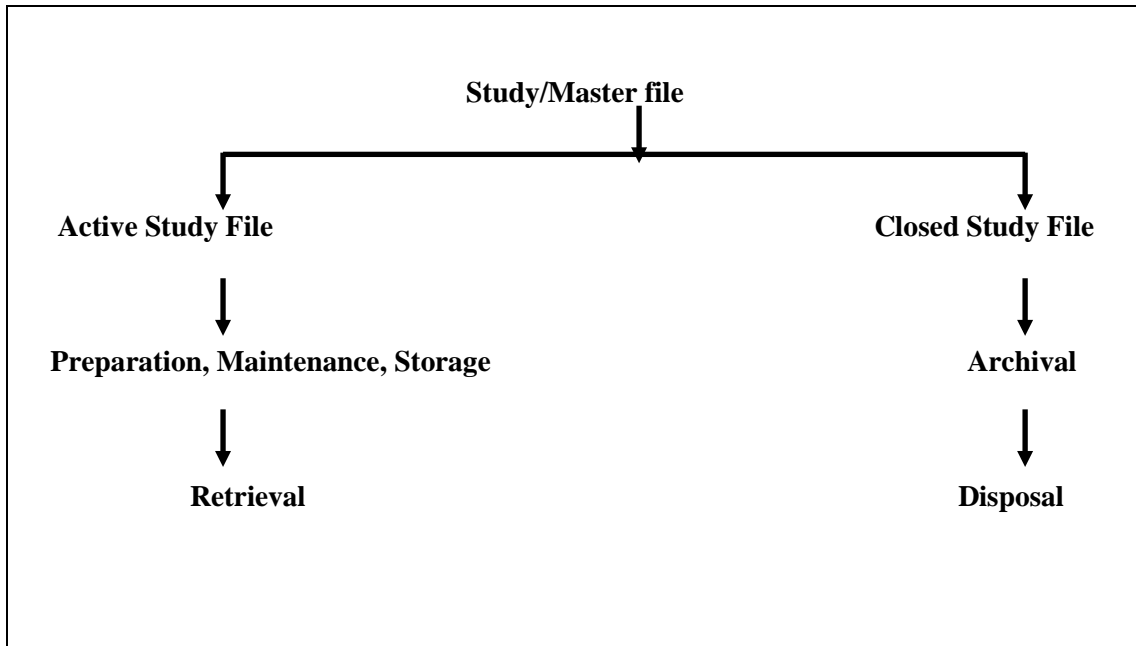 Study/Master file
Active Study File
Closed Study File
Preparation, Maintenance, Storage
Archival
Retrieval
Disposal